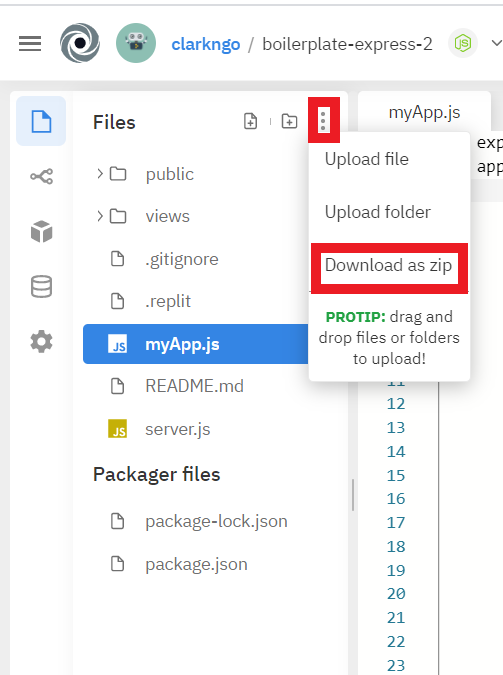 clarkngo / boilerplate-express-2
Files
myApp.js
exp
app
Upload file
Upload folder
Download as zip
PROTIP: drag and
drop files or folders
to upload!
public
views
.gitignore
.replit
JS myApp.js
README.md
JS server.js
Packager files
package-lock.json
package.json
11
12
13
14
15
16
17
18
19
20
21
22
23